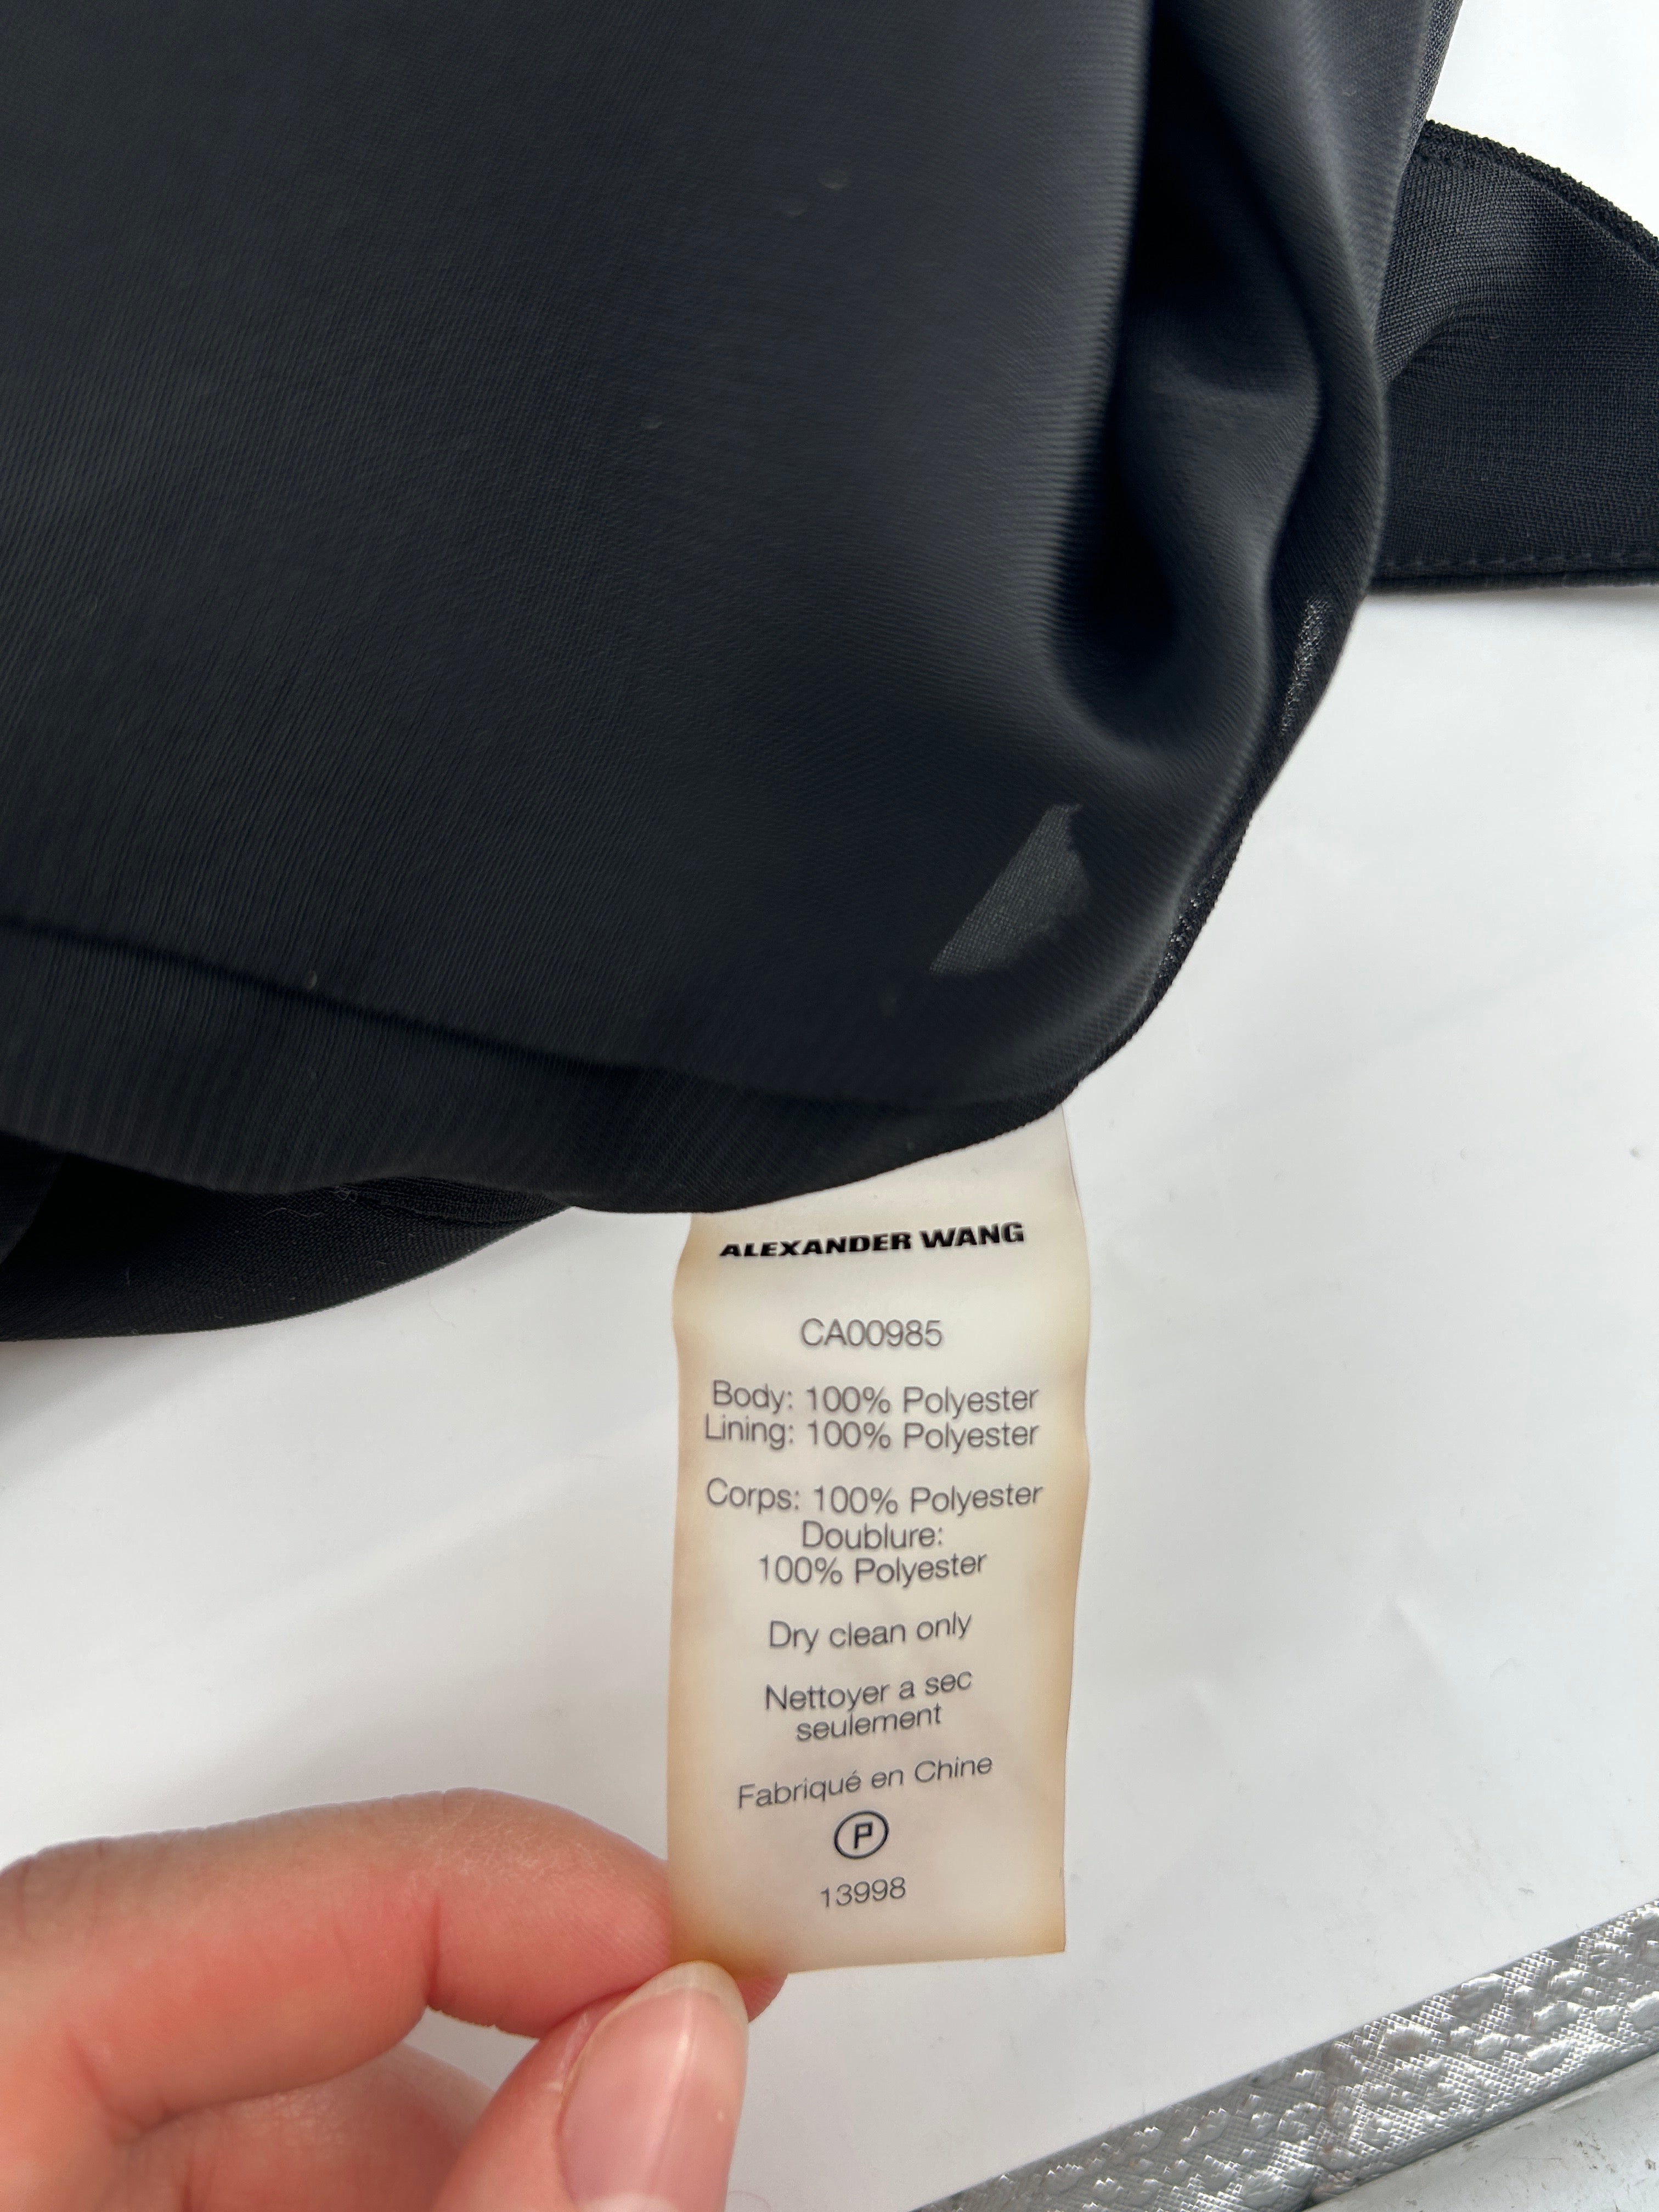 ALEXANDER WANG
CA00985
Body: 100% Polyester
Lining: 100% Polyester
Corps: 100% Polyester
Doublure:
100% Polyester
Dry clean only
Nettoyer a sec
seulement
Fabriqué en Chine
P
13998